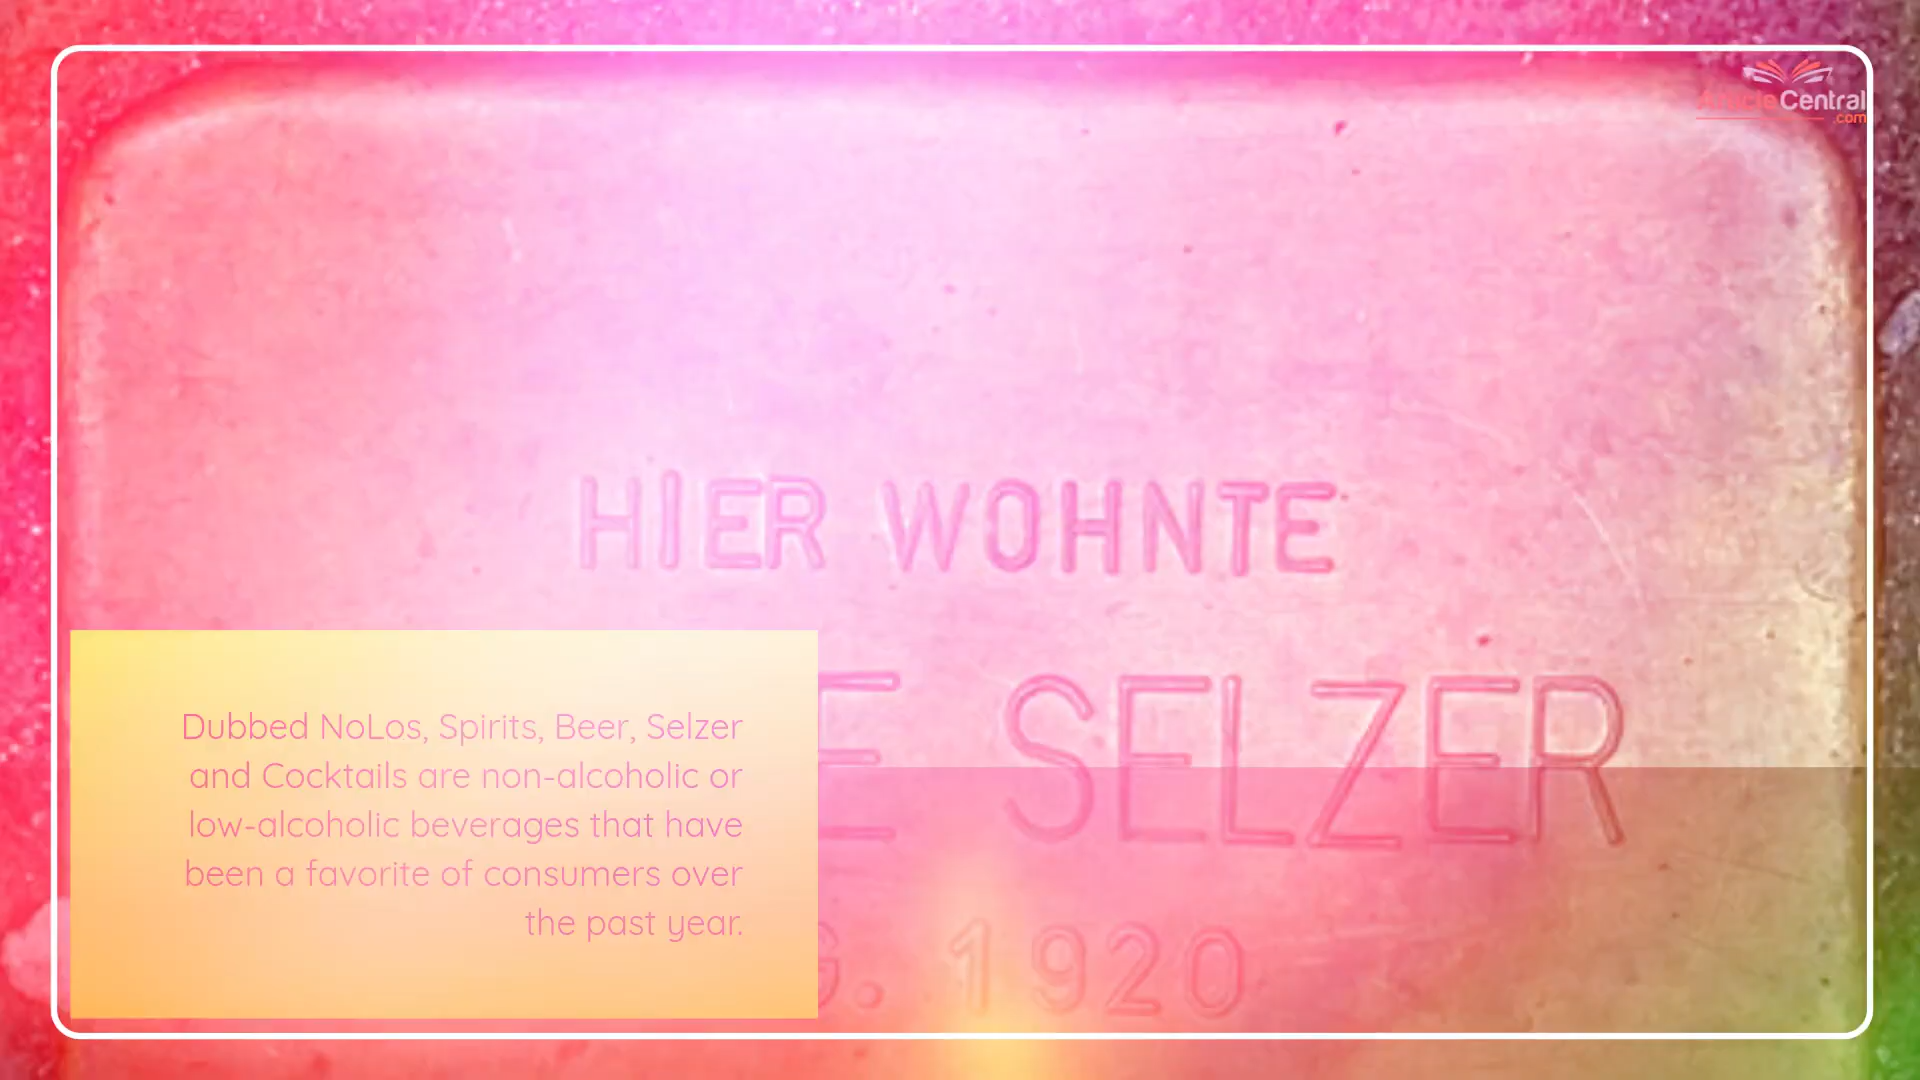 ArticleCentral
.com
HIER WOHNTE
E SELZER
G. 1920
Dubbed NoLos, Spirits, Beer, Selzer
and Cocktails are non-alcoholic or
low-alcoholic beverages that have
been a favorite of consumers over
the past year.